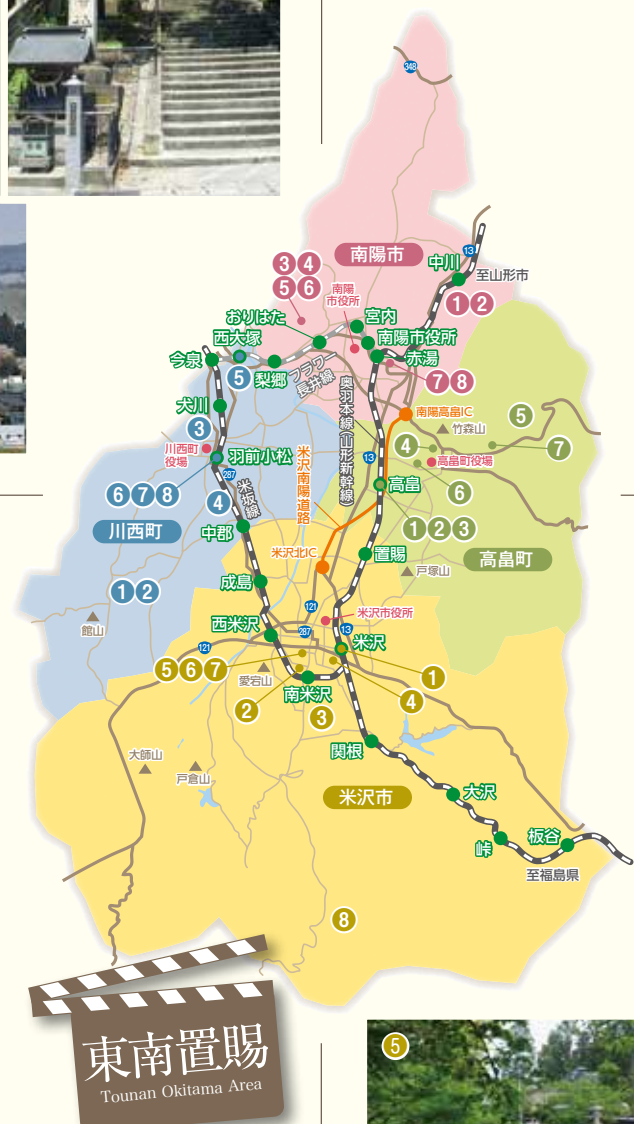 348
南陽市
13
中川
至山形市
3 4
5 6
南陽
市役所
1 2
おりはた
宮内
西大塚
南陽市役所
今泉
赤湯
5
梨郷
フラワー
長井線
7 8
犬川
奥羽本線(山形新幹線)
南陽高畠IC
5
3
竹森山
川西町
役場
羽前小松
4
7
287
米沢南陽道路
13
高畠町役場
6
6 7 8
4
米坂線
高畠
川西町
中郡
1 2 3
米沢北IC
置賜
高畠町
1 2
成島
戸塚山
館山
121
米沢市役所
西米沢
287
13
121
米沢
5 6 7
愛宕山
1
2
南米沢
4
3
関根
大師山
戸倉山
米沢市
大沢
峠
板谷
至福島県
8
東南置賜
Tounan Okitama Area
5